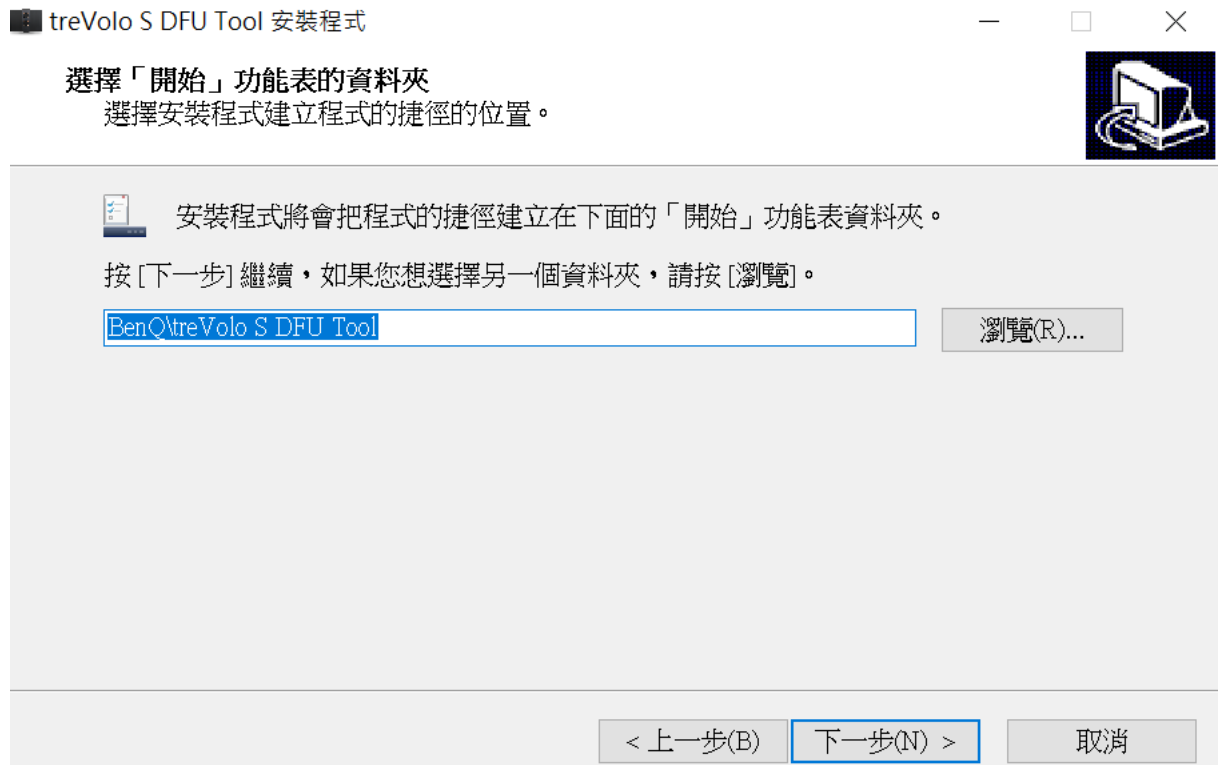 treVolo S DFU Tool 安裝程式
選擇「開始」功能表的資料夾
選擇安裝程式建立程式的捷徑的位置。
安裝程式將會把程式的捷徑建立在下面的「開始」功能表資料夾。
按 [下一步] 繼續，如果您想選擇另一個資料夾，請按 [瀏覽]。
BenQ\treVolo S DFU Tool
瀏覽(R)...
< 上一步(B)
下一步(N) >
取消